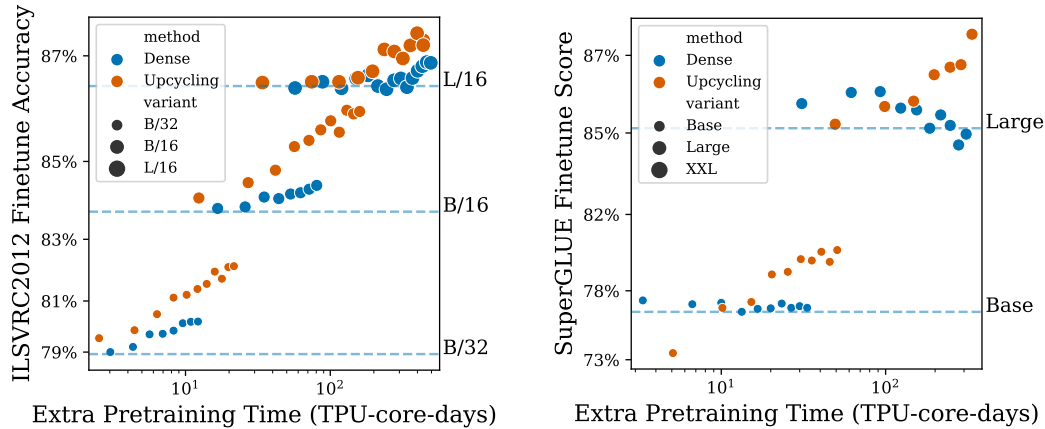 ILSVRC2012 Finetune Accuracy
87%
85%
83%
81%
79%
method
Dense
Upcycling
variant
B/32
B/16
L/16
L/16
B/16
B/32
10¹
10²
Extra Pretraining Time (TPU-core-days)
SuperGLUE Finetune Score
87%
85%
82%
78%
73%
method
Dense
Upcycling
variant
Base
Large
XXL
Large
Base
10¹
10²
Extra Pretraining Time (TPU-core-days)